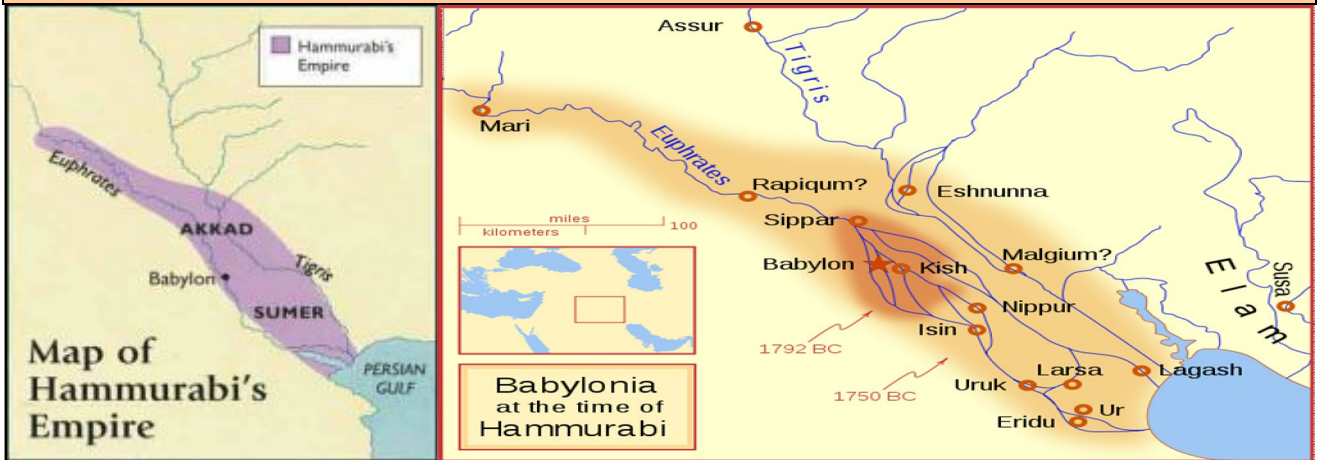 Hammurabi's
Empire
Euphrates
AKKAD
Tigris
Babylon
SUMER
Map of
Hammurabi's
Empire
PERSIAN
GULF
Assur
Tigris
Mari
Euphrates
Rapiqum?
Eshnunna
Sippar
miles
kilometers
100
Babylon
Kish
Malgium?
Elam
Susa
Nippur
Isin
1792 BC
Larsa
Lagash
Uruk
1750 BC
Ur
Eridu
Babylonia
at the time of
Hammurabi